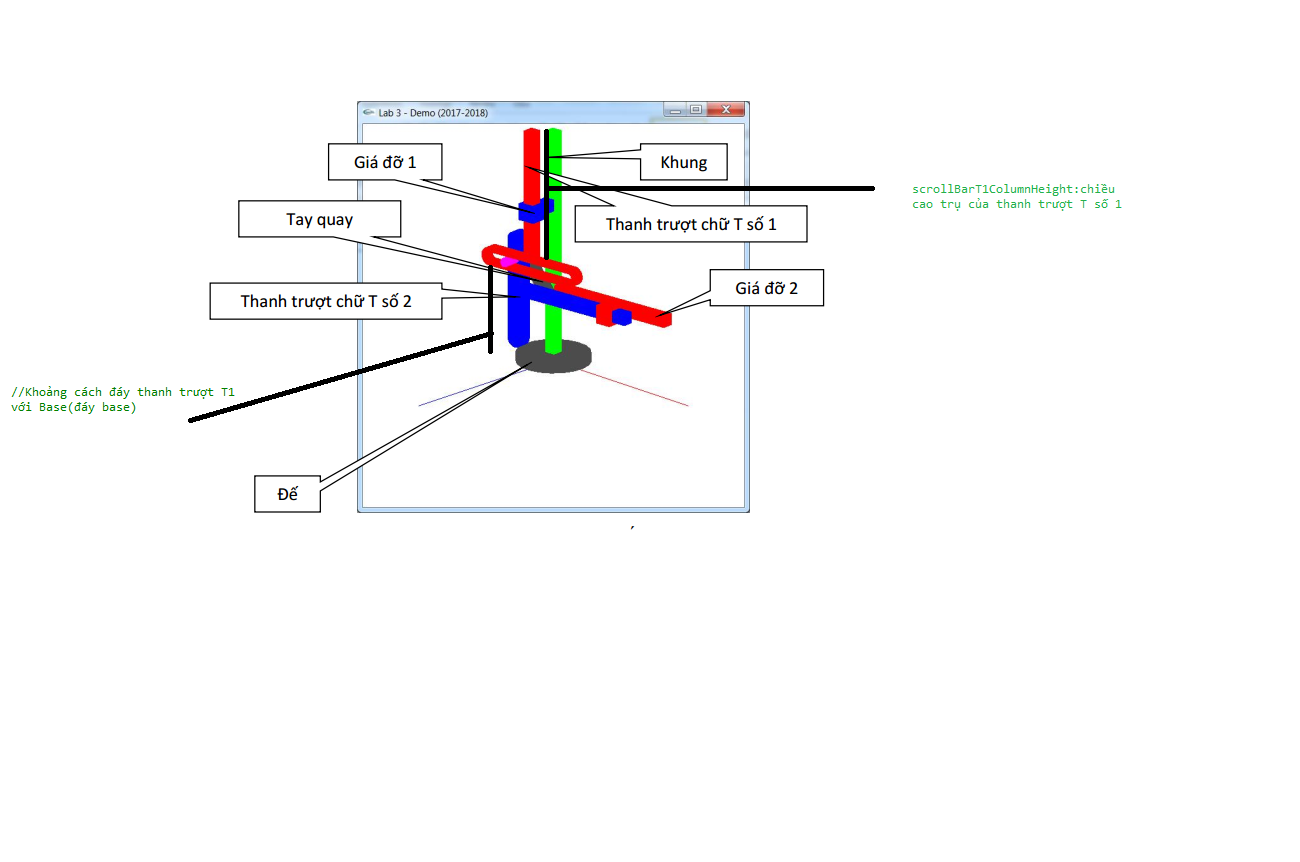 Lab 3 - Demo (2017-2018)
Giá đỡ 1
Khung
scrollBarT1ColumnHeight:chiều
cao trụ của thanh trượt T số 1
Tay quay
Thanh trượt chữ T số 1
Thanh trượt chữ T số 2
Giá đỡ 2
//Khoảng cách đáy thanh trượt T1
với Base(đáy base)
Đế